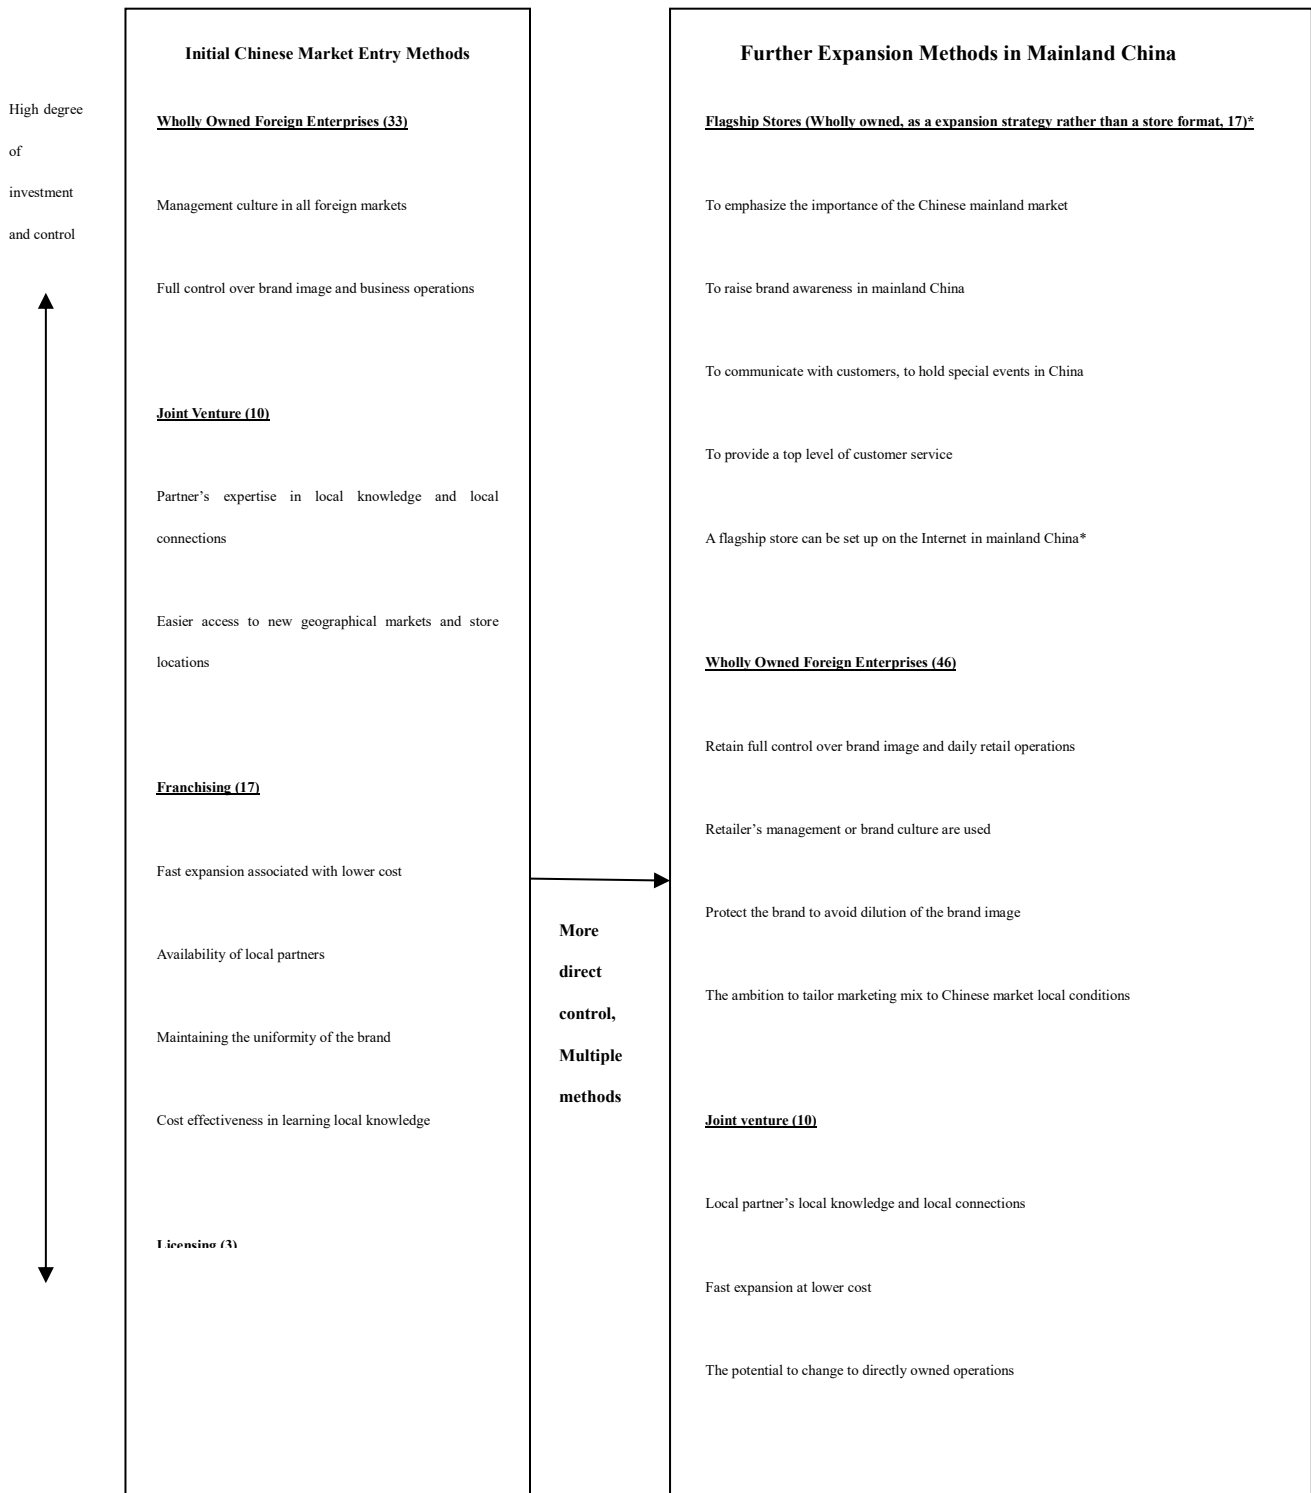 High degree
of
investment
and control
Initial Chinese Market Entry Methods
Wholly Owned Foreign Enterprises (33)
Management culture in all foreign markets
Full control over brand image and business operations
Joint Venture (10)
Partner's expertise in local knowledge and local
connections
Easier access to new geographical markets and store
locations
Franchising (17)
Fast expansion associated with lower cost
Availability of local partners
Maintaining the uniformity of the brand
Cost effectiveness in learning local knowledge
Licensing (3)
More
direct
control,
Multiple
methods
Further Expansion Methods in Mainland China
Flagship Stores (Wholly owned, as a expansion strategy rather than a store format, 17)*
To emphasize the importance of the Chinese mainland market
To raise brand awareness in mainland China
To communicate with customers, to hold special events in China
To provide a top level of customer service
A flagship store can be set up on the Internet in mainland China*
Wholly Owned Foreign Enterprises (46)
Retain full control over brand image and daily retail operations
Retailer's management or brand culture are used
Protect the brand to avoid dilution of the brand image
The ambition to tailor marketing mix to Chinese market local conditions
Joint venture (10)
Local partner's local knowledge and local connections
Fast expansion at lower cost
The potential to change to directly owned operations